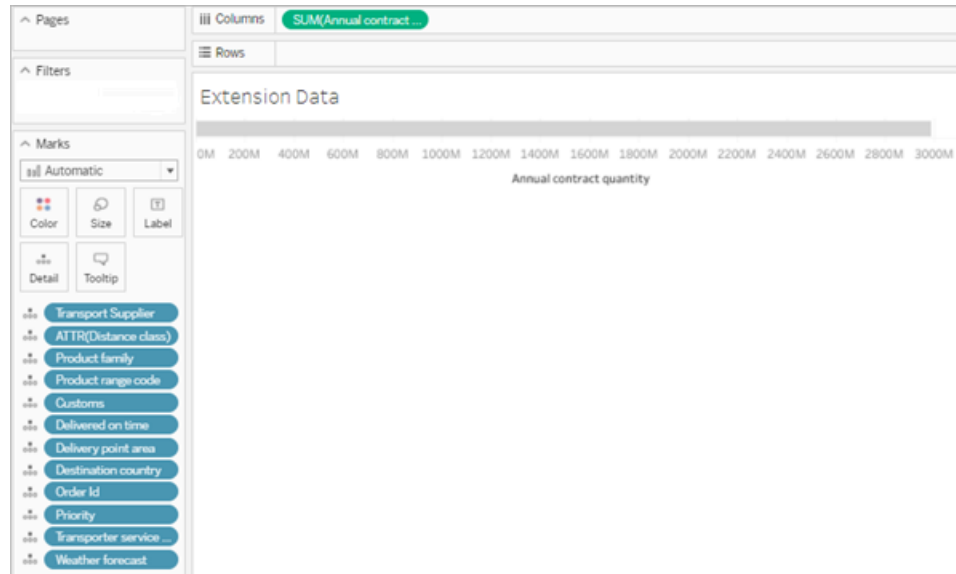 Pages
Columns
SUM(Annual contract ...
Rows
Filters
Extension Data
Marks
Automatic
Color
Size
Label
Detail
Tooltip
Transport Supplier
ATTR(Distance class)
Product family
Product range code
Customs
Delivered on time
Delivery point area
Destination country
Order Id
Priority
Transporter service ...
Weather forecast
0M 200M 400M 600M 800M 1000M 1200M 1400M 1600M 1800M 2000M 2200M 2400M 2600M 2800M 3000M
Annual contract quantity